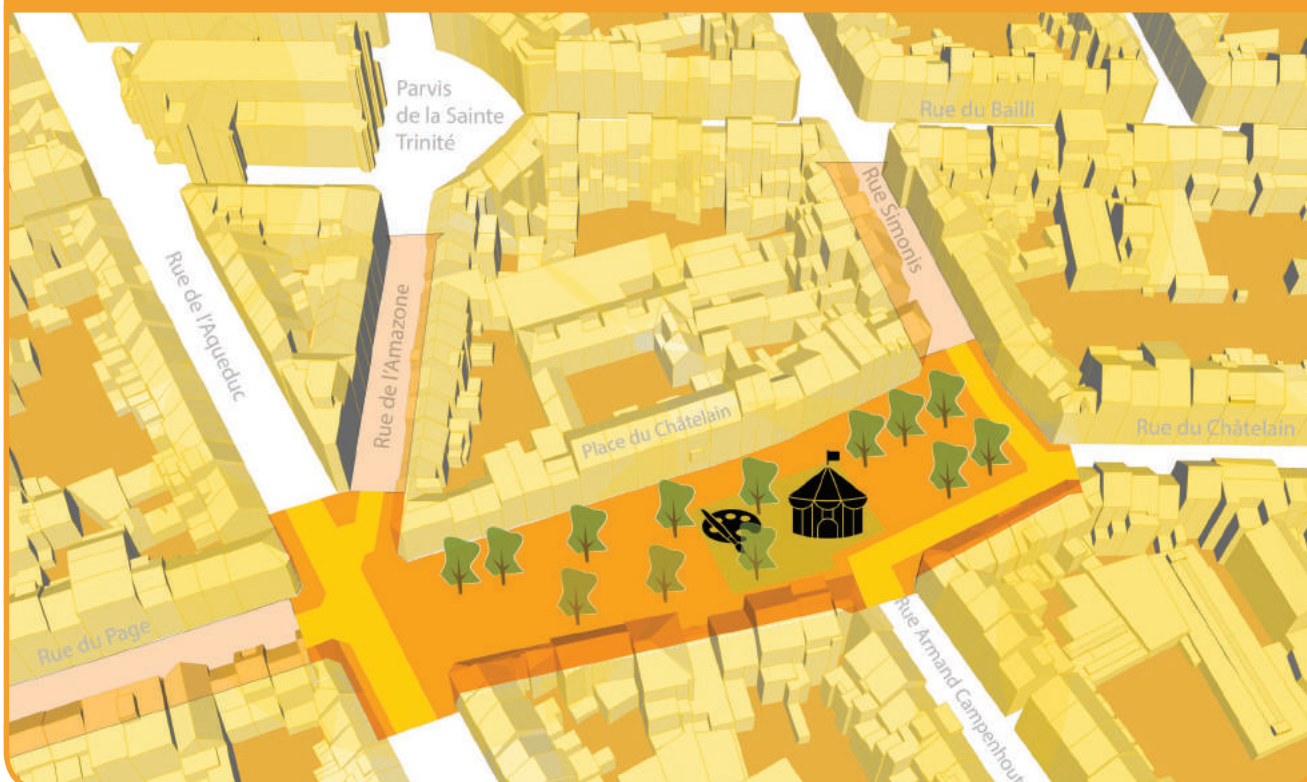 Parvis
de la Sainte
Trinité
Rue du Bailli
Rue Simonis
Rue de l'Aqueduc
Rue de l'Amazone
Place du Châtelain
Rue du Châtelain
Rue du Page
Rue Armand Campenhout